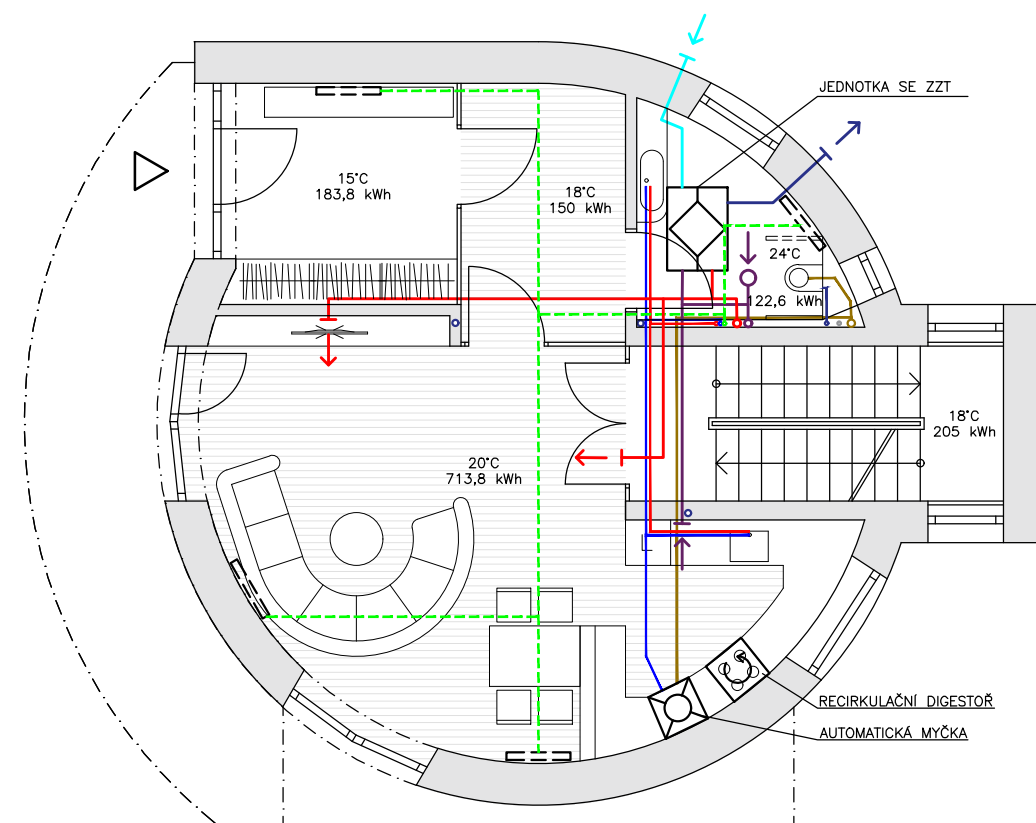 JEDNOTKA SE ZZT
15°C
183,8 kWh
18°C
150 kWh
24°C
122,6 kWh
18°C
205 kWh
20°C
713,8 kWh
RECIRKULAČNÍ DIGESTOŘ
AUTOMATICKÁ MYČKA